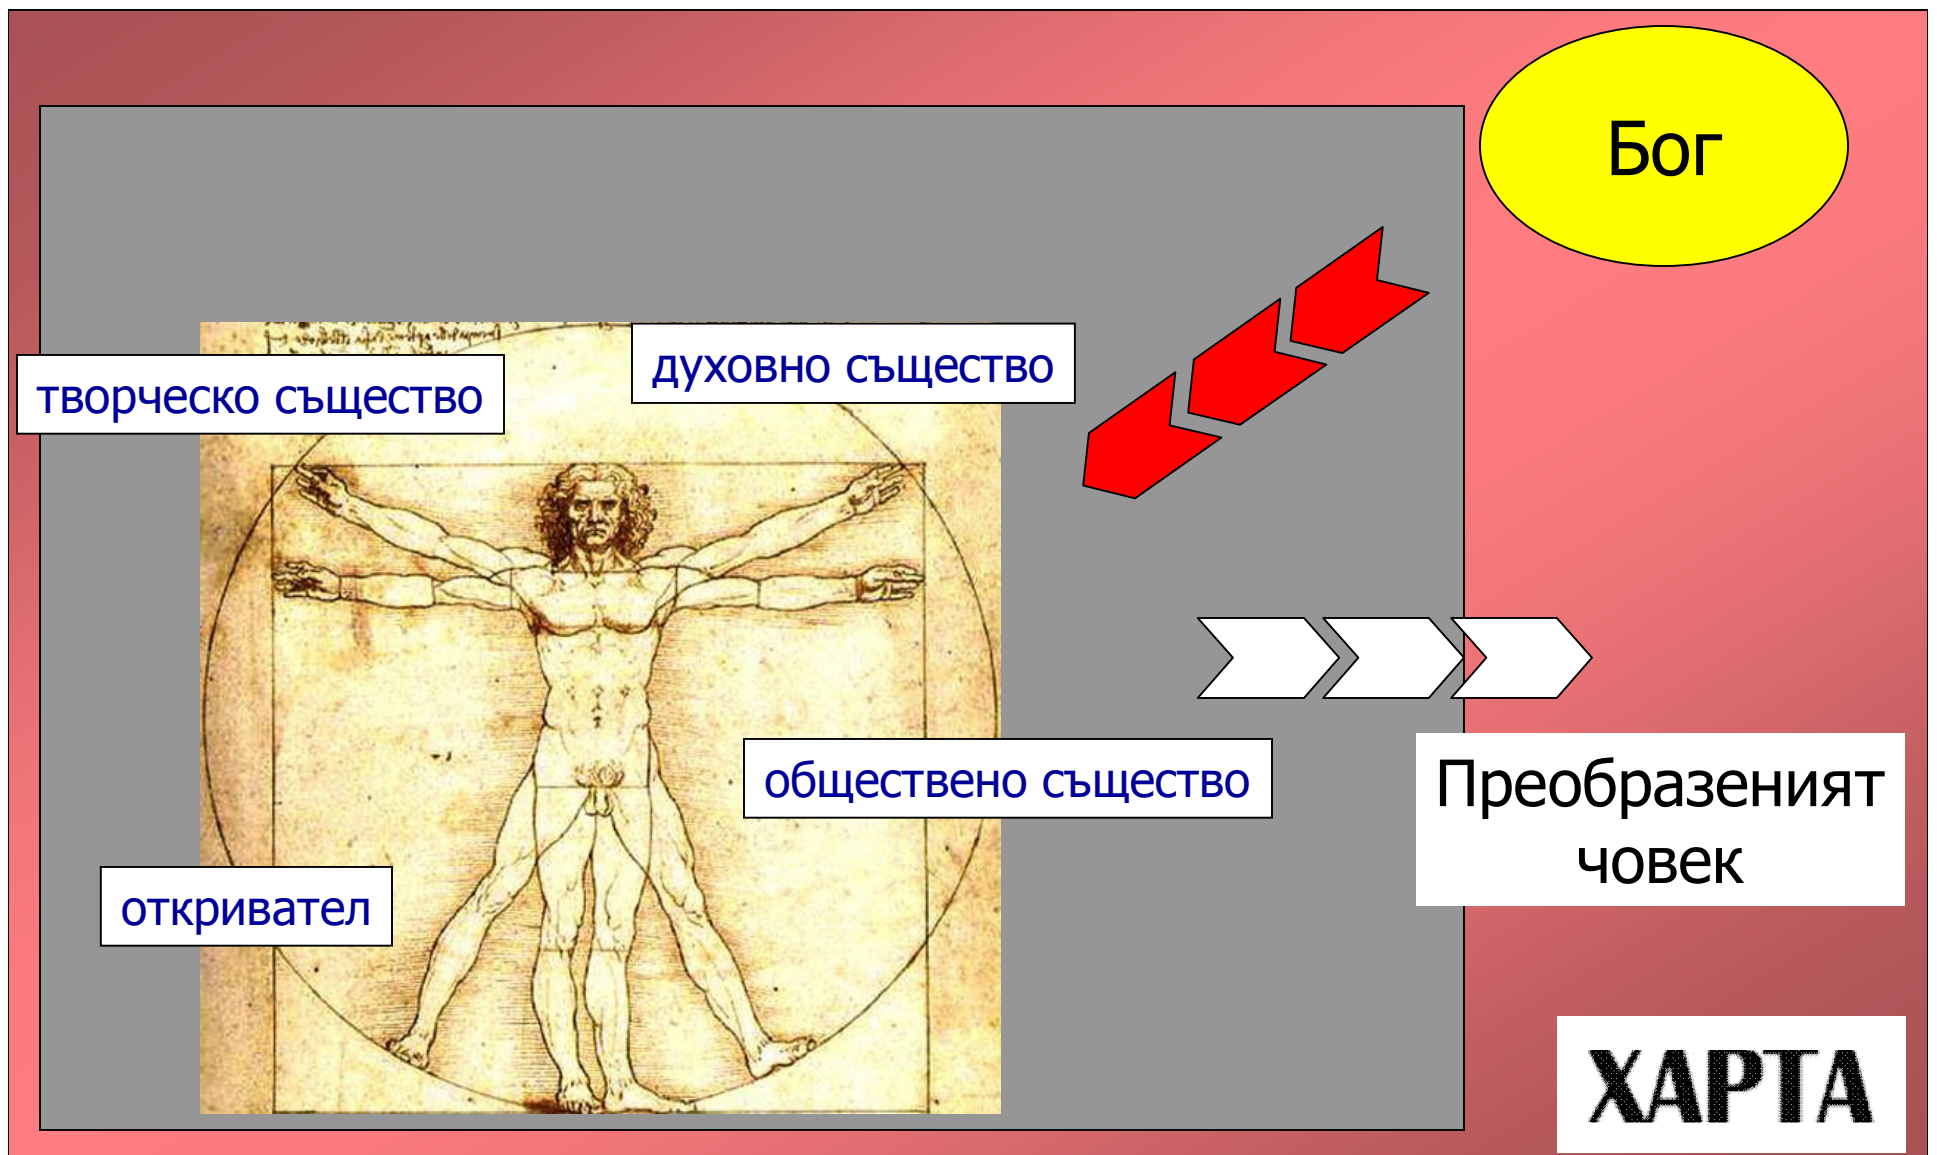 Бог
творческо същество
духовно същество
обществено същество
Преобразеният
човек
откривател
ХАРТА